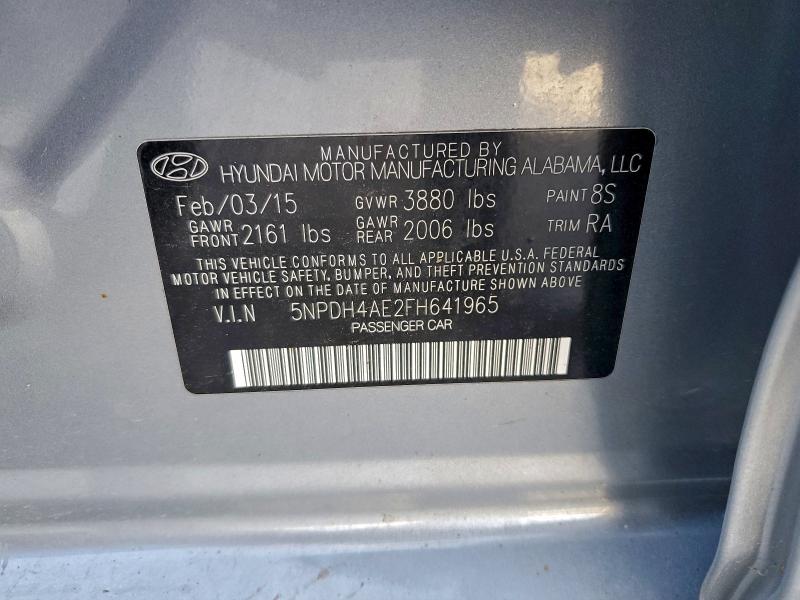 MANUFACTURED BY
HYUNDAI MOTOR MANUFACTURING ALABAMA, LLC
Feb/03/15 GVWR 3880 lbs PAINT 8S
GAWR FRONT 2161 lbs GAWR REAR 2006 lbs TRIM RA
THIS VEHICLE CONFORMS TO ALL APPLICABLE U.S.A. FEDERAL
MOTOR VEHICLE SAFETY, BUMPER, AND THEFT PREVENTION STANDARDS
IN EFFECT ON THE DATE OF MANUFACTURE SHOWN ABOVE
V.I.N 5NPDH4AE2FH641965
PASSENGER CAR